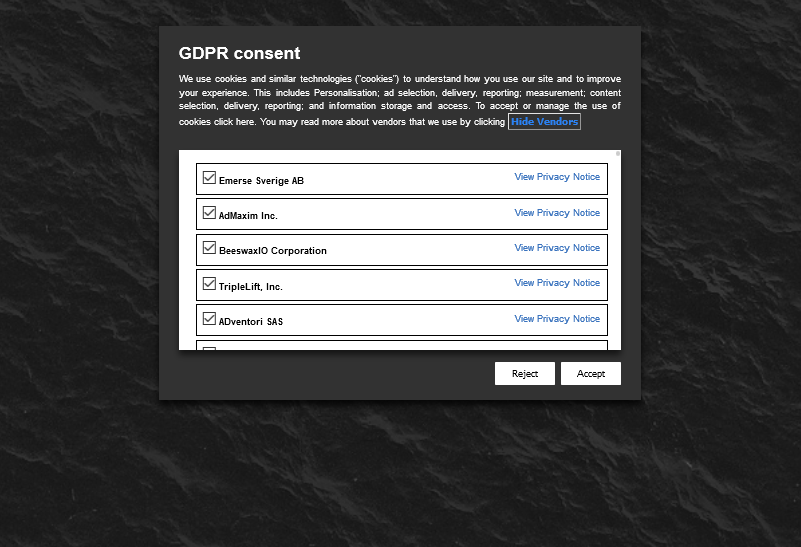 GDPR consent
We use cookies and similar technologies ("cookies") to understand how you use our site and to improve
your experience. This includes Personalisation; ad selection, delivery, reporting; measurement; content
selection, delivery, reporting; and information storage and access. To accept or manage the use of
cookies click here. You may read more about vendors that we use by clicking Hide Vendors
Emerse Sverige AB View Privacy Notice
AdMaxim Inc. View Privacy Notice
BeeswaxIO Corporation View Privacy Notice
TripleLift, Inc. View Privacy Notice
ADventori SAS View Privacy Notice
Reject Accept